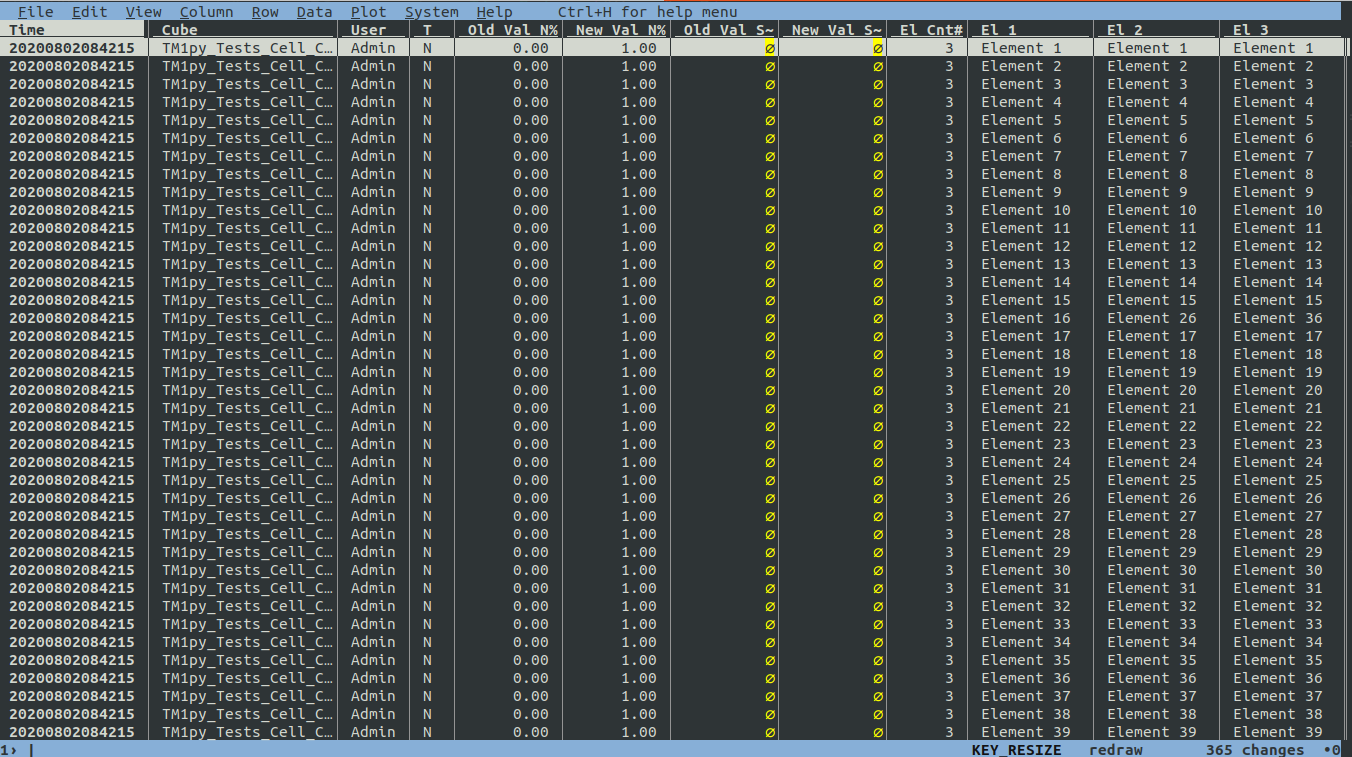 File Edit View Column Row Data Plot System Help Ctrl+H for help menu
Time Cube User T Old Val N% New Val N% Old Val S~ New Val S~ El Cnt# El 1 El 2 El 3
20200802084215 TM1py_Tests_Cell_C… Admin N 0.00 1.00 ∅ ∅ 3 Element 1 Element 1 Element 1
20200802084215 TM1py_Tests_Cell_C… Admin N 0.00 1.00 ∅ ∅ 3 Element 2 Element 2 Element 2
20200802084215 TM1py_Tests_Cell_C… Admin N 0.00 1.00 ∅ ∅ 3 Element 3 Element 3 Element 3
20200802084215 TM1py_Tests_Cell_C… Admin N 0.00 1.00 ∅ ∅ 3 Element 4 Element 4 Element 4
20200802084215 TM1py_Tests_Cell_C… Admin N 0.00 1.00 ∅ ∅ 3 Element 5 Element 5 Element 5
20200802084215 TM1py_Tests_Cell_C… Admin N 0.00 1.00 ∅ ∅ 3 Element 6 Element 6 Element 6
20200802084215 TM1py_Tests_Cell_C… Admin N 0.00 1.00 ∅ ∅ 3 Element 7 Element 7 Element 7
20200802084215 TM1py_Tests_Cell_C… Admin N 0.00 1.00 ∅ ∅ 3 Element 8 Element 8 Element 8
20200802084215 TM1py_Tests_Cell_C… Admin N 0.00 1.00 ∅ ∅ 3 Element 9 Element 9 Element 9
20200802084215 TM1py_Tests_Cell_C… Admin N 0.00 1.00 ∅ ∅ 3 Element 10 Element 10 Element 10
20200802084215 TM1py_Tests_Cell_C… Admin N 0.00 1.00 ∅ ∅ 3 Element 11 Element 11 Element 11
20200802084215 TM1py_Tests_Cell_C… Admin N 0.00 1.00 ∅ ∅ 3 Element 12 Element 12 Element 12
20200802084215 TM1py_Tests_Cell_C… Admin N 0.00 1.00 ∅ ∅ 3 Element 13 Element 13 Element 13
20200802084215 TM1py_Tests_Cell_C… Admin N 0.00 1.00 ∅ ∅ 3 Element 14 Element 14 Element 14
20200802084215 TM1py_Tests_Cell_C… Admin N 0.00 1.00 ∅ ∅ 3 Element 15 Element 15 Element 15
20200802084215 TM1py_Tests_Cell_C… Admin N 0.00 1.00 ∅ ∅ 3 Element 16 Element 26 Element 36
20200802084215 TM1py_Tests_Cell_C… Admin N 0.00 1.00 ∅ ∅ 3 Element 17 Element 17 Element 17
20200802084215 TM1py_Tests_Cell_C… Admin N 0.00 1.00 ∅ ∅ 3 Element 18 Element 18 Element 18
20200802084215 TM1py_Tests_Cell_C… Admin N 0.00 1.00 ∅ ∅ 3 Element 19 Element 19 Element 19
20200802084215 TM1py_Tests_Cell_C… Admin N 0.00 1.00 ∅ ∅ 3 Element 20 Element 20 Element 20
20200802084215 TM1py_Tests_Cell_C… Admin N 0.00 1.00 ∅ ∅ 3 Element 21 Element 21 Element 21
20200802084215 TM1py_Tests_Cell_C… Admin N 0.00 1.00 ∅ ∅ 3 Element 22 Element 22 Element 22
20200802084215 TM1py_Tests_Cell_C… Admin N 0.00 1.00 ∅ ∅ 3 Element 23 Element 23 Element 23
20200802084215 TM1py_Tests_Cell_C… Admin N 0.00 1.00 ∅ ∅ 3 Element 24 Element 24 Element 24
20200802084215 TM1py_Tests_Cell_C… Admin N 0.00 1.00 ∅ ∅ 3 Element 25 Element 25 Element 25
20200802084215 TM1py_Tests_Cell_C… Admin N 0.00 1.00 ∅ ∅ 3 Element 26 Element 26 Element 26
20200802084215 TM1py_Tests_Cell_C… Admin N 0.00 1.00 ∅ ∅ 3 Element 27 Element 27 Element 27
20200802084215 TM1py_Tests_Cell_C… Admin N 0.00 1.00 ∅ ∅ 3 Element 28 Element 28 Element 28
20200802084215 TM1py_Tests_Cell_C… Admin N 0.00 1.00 ∅ ∅ 3 Element 29 Element 29 Element 29
20200802084215 TM1py_Tests_Cell_C… Admin N 0.00 1.00 ∅ ∅ 3 Element 30 Element 30 Element 30
20200802084215 TM1py_Tests_Cell_C… Admin N 0.00 1.00 ∅ ∅ 3 Element 31 Element 31 Element 31
20200802084215 TM1py_Tests_Cell_C… Admin N 0.00 1.00 ∅ ∅ 3 Element 32 Element 32 Element 32
20200802084215 TM1py_Tests_Cell_C… Admin N 0.00 1.00 ∅ ∅ 3 Element 33 Element 33 Element 33
20200802084215 TM1py_Tests_Cell_C… Admin N 0.00 1.00 ∅ ∅ 3 Element 34 Element 34 Element 34
20200802084215 TM1py_Tests_Cell_C… Admin N 0.00 1.00 ∅ ∅ 3 Element 35 Element 35 Element 35
20200802084215 TM1py_Tests_Cell_C… Admin N 0.00 1.00 ∅ ∅ 3 Element 36 Element 36 Element 36
20200802084215 TM1py_Tests_Cell_C… Admin N 0.00 1.00 ∅ ∅ 3 Element 37 Element 37 Element 37
20200802084215 TM1py_Tests_Cell_C… Admin N 0.00 1.00 ∅ ∅ 3 Element 38 Element 38 Element 38
20200802084215 TM1py_Tests_Cell_C… Admin N 0.00 1.00 ∅ ∅ 3 Element 39 Element 39 Element 39
1› | KEY_RESIZE redraw 365 changes •0